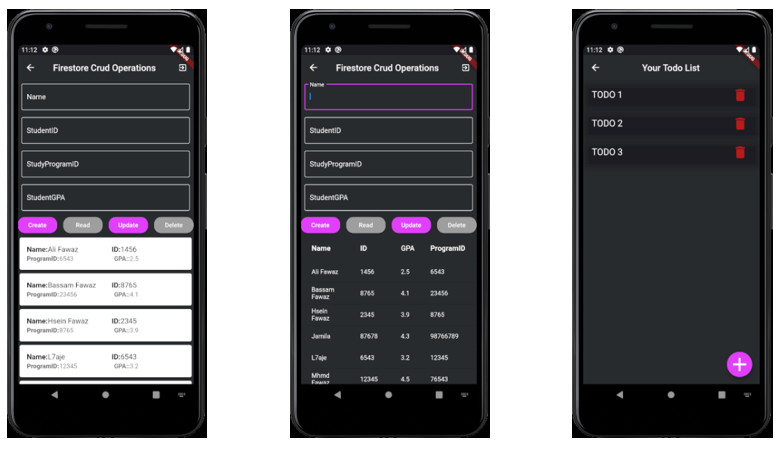 11:12
Firestore Crud Operations
Name
StudentID
StudyProgramID
StudentGPA
Create Read Update Delete
Name:Ali Fawaz ID:1456
ProgramID:6543 GPA::2.5
Name:Bassam Fawaz ID:8765
ProgramID:23456 GPA::4.1
Name:Hsein Fawaz ID:2345
ProgramID:8765 GPA::3.9
Name:L7aje ID:6543
ProgramID:12345 GPA::3.2
11:12
Firestore Crud Operations
Name
StudentID
StudyProgramID
StudentGPA
Create Read Update Delete
Name ID GPA ProgramID
Ali Fawaz 1456 2.5 6543
Bassam
Fawaz 8765 4.1 23456
Hsein
Fawaz 2345 3.9 8765
Jamila 87678 4.3 98766789
L7aje 6543 3.2 12345
Mhmd
Fawaz 12345 4.5 76543
11:12
Your Todo List
TODO 1
TODO 2
TODO 3